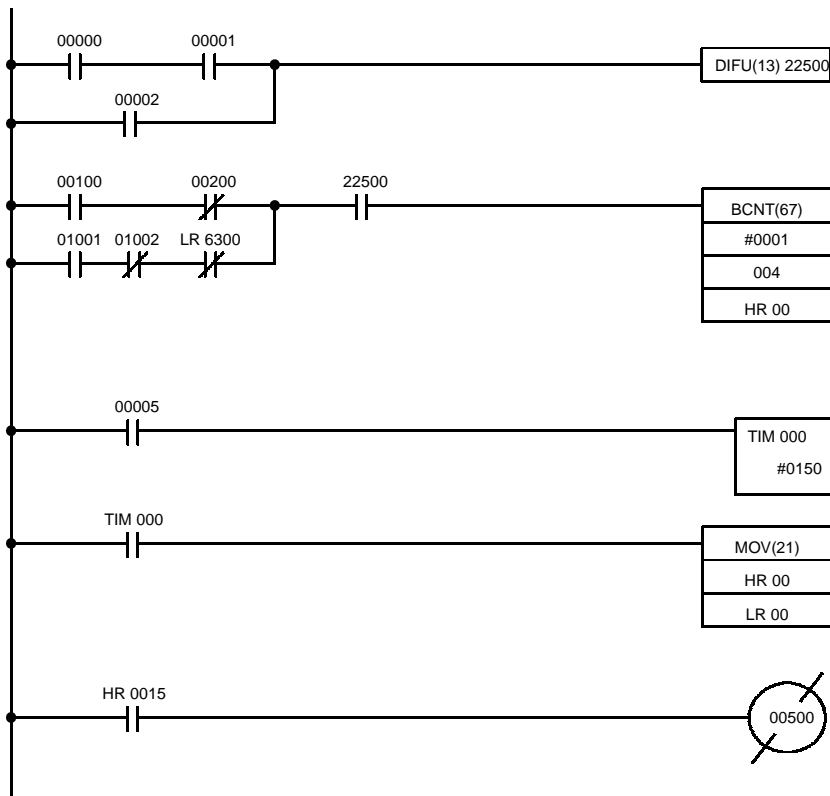 00000 00001
DIFU(13) 22500
00002
00100 00200 22500
BCNT(67)
01001 01002 LR 6300
#0001
004
HR 00
00005
TIM 000
#0150
TIM 000
MOV(21)
HR 00
LR 00
HR 0015
00500